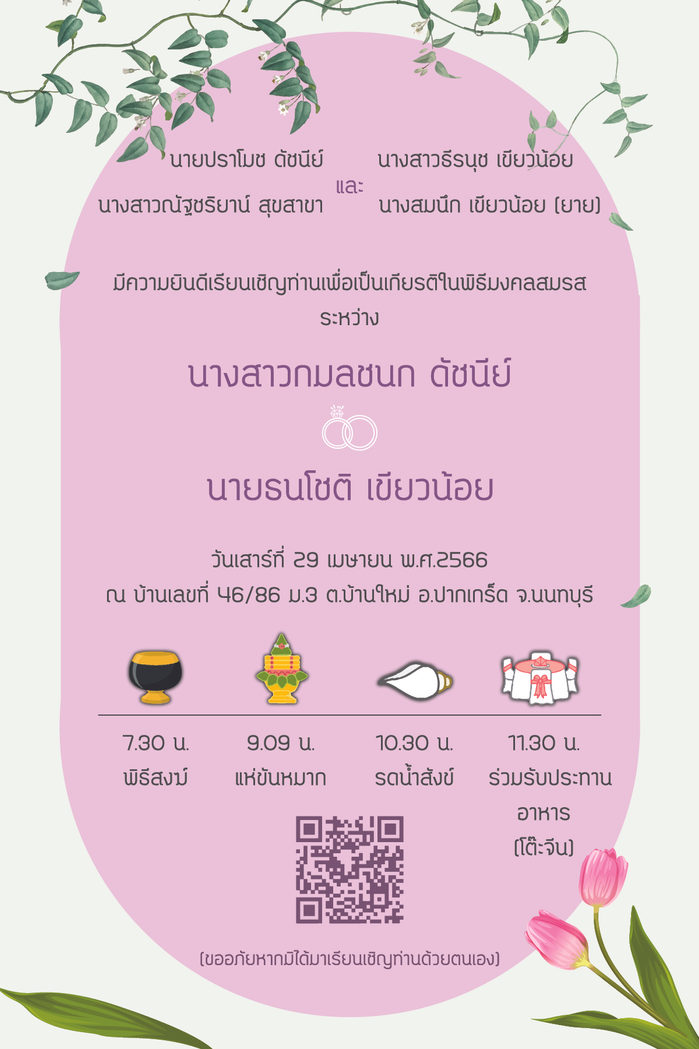 นายปราโมช ดัชนีย์
นางสาวณัฐชริยาน์ สุขสาขา
และ
นางสาวธีรนุช เขียวน้อย
นางสมนึก เขียวน้อย (ยาย)
มีความยินดีเรียนเชิญท่านเพื่อเป็นเกียรติในพิธีมงคลสมรส
ระหว่าง
นางสาวกมลชนก ดัชนีย์
นายธนโชติ เขียวน้อย
วันเสาร์ที่ 29 เมษายน พ.ศ.2566
ณ บ้านเลขที่ 46/86 ม.3 ต.บ้านใหม่ อ.ปากเกร็ด จ.นนทบุรี
7.30 น.
พิธีสงฆ์
9.09 น.
แห่ขันหมาก
10.30 น.
รดน้ำสังข์
11.30 น.
ร่วมรับประทาน
อาหาร
(โต๊ะจีน)
(ขออภัยหากมิได้มาเรียนเชิญท่านด้วยตนเอง)